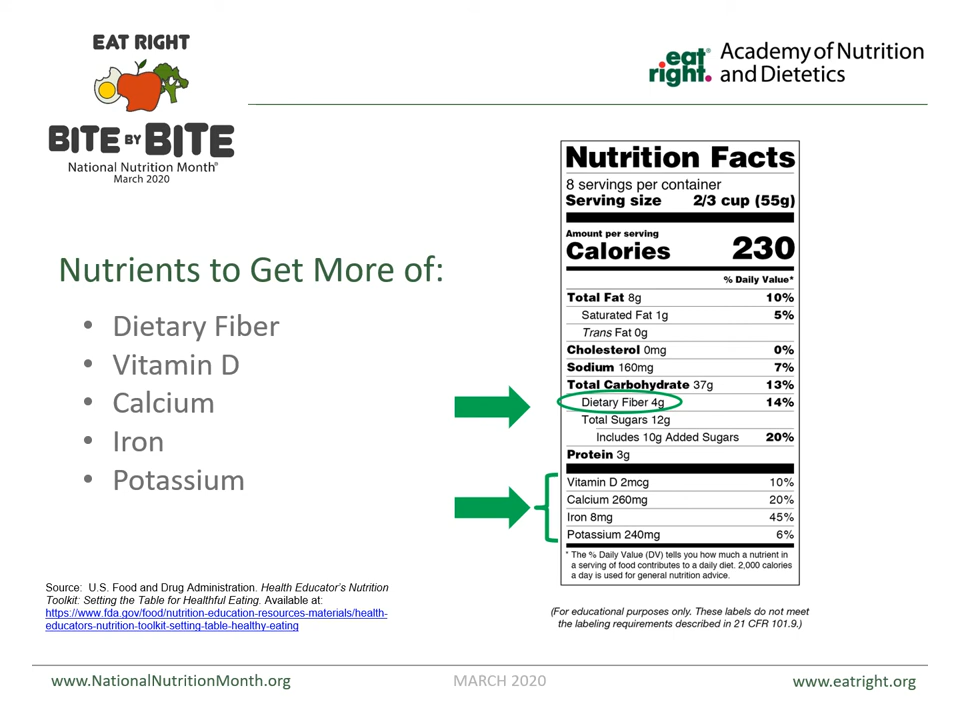 EAT RIGHT
BITE BY BITE
National Nutrition Month®
March 2020
eat right.® Academy of Nutrition and Dietetics
Nutrients to Get More of:
• Dietary Fiber
• Vitamin D
• Calcium
• Iron
• Potassium
Nutrition Facts
8 servings per container
Serving size 2/3 cup (55g)
Amount per serving
Calories 230
% Daily Value*
Total Fat 8g 10%
Saturated Fat 1g 5%
Trans Fat 0g
Cholesterol 0mg 0%
Sodium 160mg 7%
Total Carbohydrate 37g 13%
Dietary Fiber 4g 14%
Total Sugars 12g
Includes 10g Added Sugars 20%
Protein 3g
Vitamin D 2mcg 10%
Calcium 260mg 20%
Iron 8mg 45%
Potassium 240mg 6%
* The % Daily Value (DV) tells you how much a nutrient in
a serving of food contributes to a daily diet. 2,000 calories
a day is used for general nutrition advice.
(For educational purposes only. These labels do not meet
the labeling requirements described in 21 CFR 101.9.)
Source: U.S. Food and Drug Administration. Health Educator's Nutrition
Toolkit: Setting the Table for Healthful Eating. Available at:
https://www.fda.gov/food/nutrition-education-resources-materials/health-
educators-nutrition-toolkit-setting-table-healthy-eating
www.NationalNutritionMonth.org
MARCH 2020
www.eatright.org